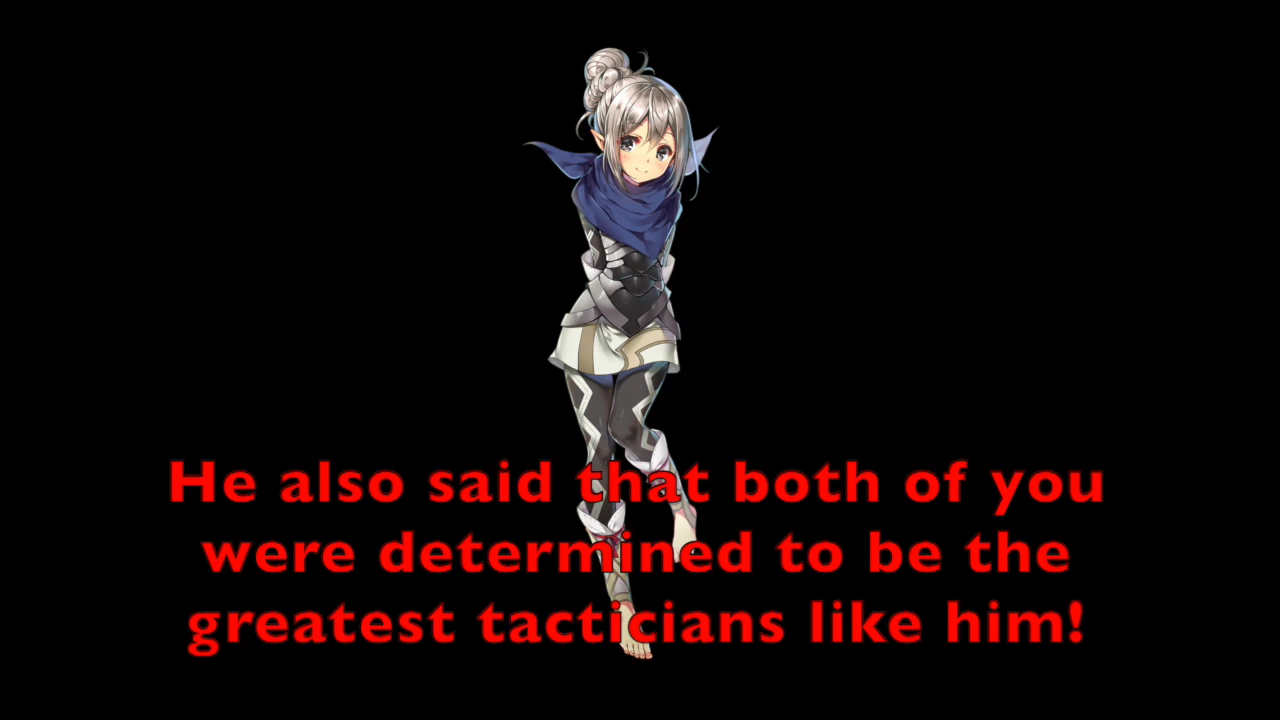 He also said that both of you
were determined to be the
greatest tacticians like him!